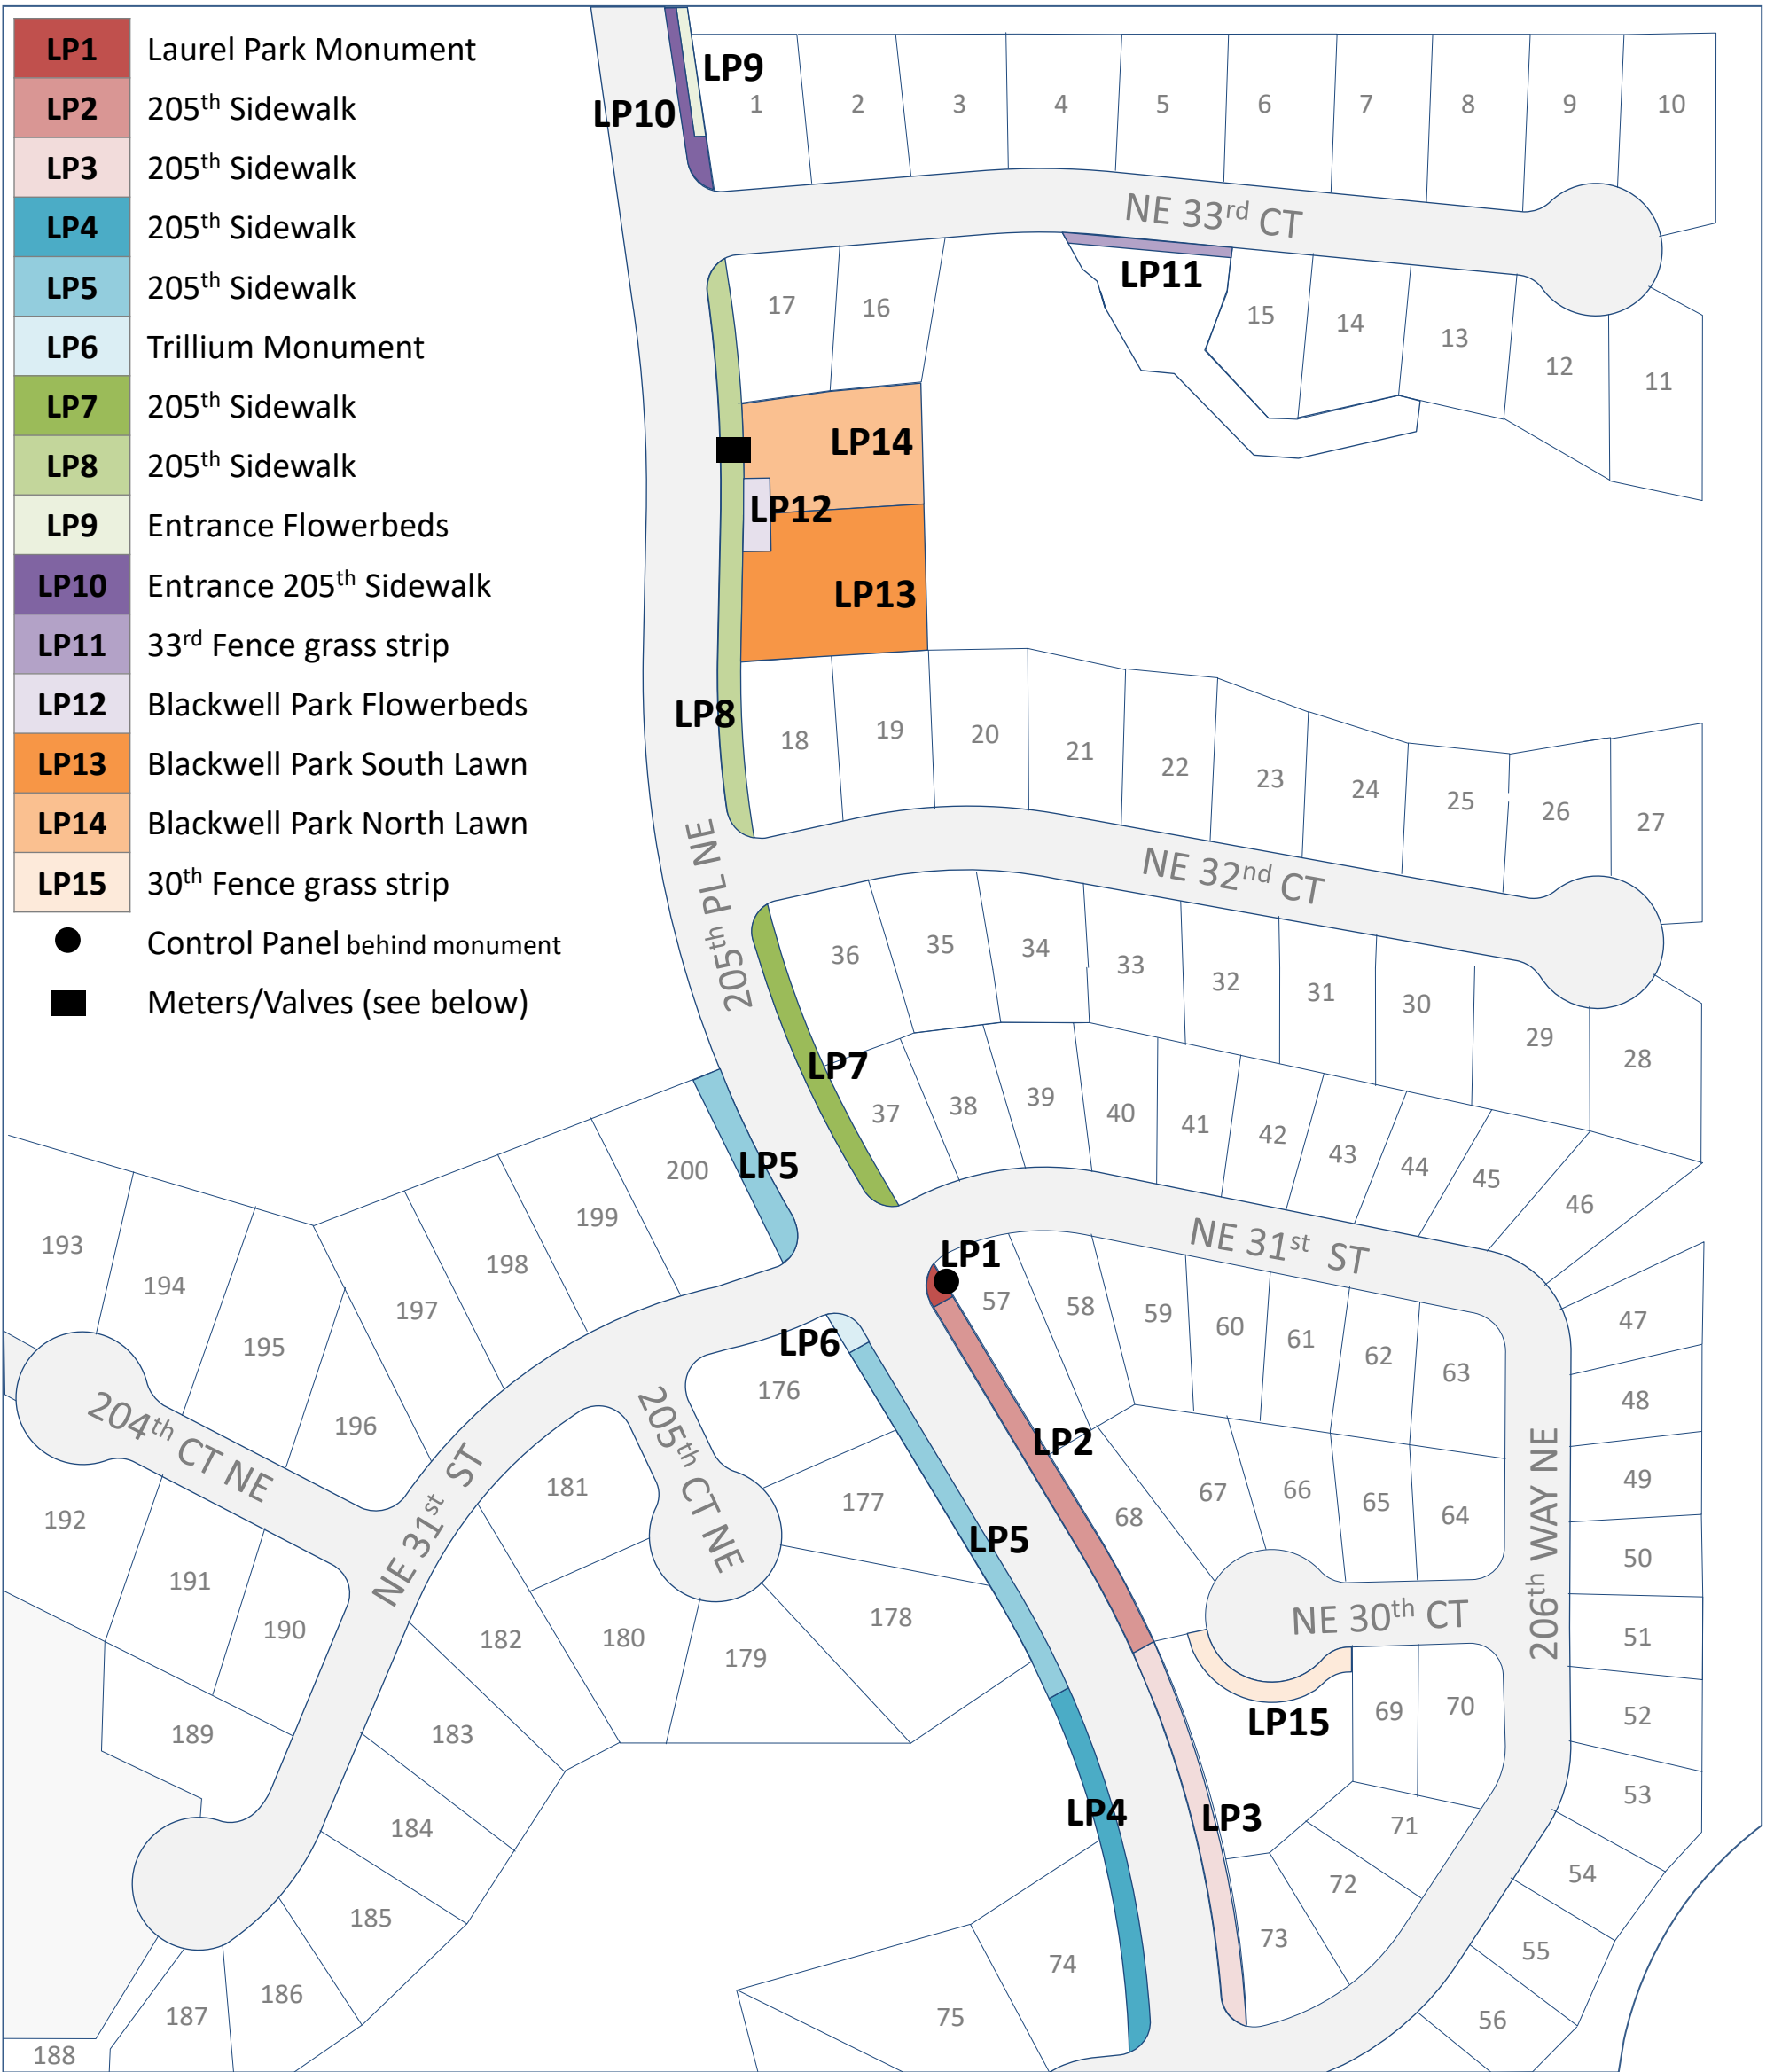 LP1 Laurel Park Monument
LP2 205th Sidewalk
LP3 205th Sidewalk
LP4 205th Sidewalk
LP5 205th Sidewalk
LP6 Trillium Monument
LP7 205th Sidewalk
LP8 205th Sidewalk
LP9 Entrance Flowerbeds
LP10 Entrance 205th Sidewalk
LP11 33rd Fence grass strip
LP12 Blackwell Park Flowerbeds
LP13 Blackwell Park South Lawn
LP14 Blackwell Park North Lawn
LP15 30th Fence grass strip
Control Panel behind monument
Meters/Valves (see below)
LP9
LP10
1 2 3 4 5 6 7 8 9 10
NE 33rd CT
LP11
17 16
15 14 13 12 11
LP14
LP12
LP13
LP8
18 19 20 21 22 23 24 25 26 27
205th PL NE
NE 32nd CT
36 35 34 33 32 31 30 29 28
LP7
37 38 39 40 41 42 43 44 45 46
LP5
200 199 198 197
193 194 195 196
NE 31st ST
LP1
57 58 59 60 61 62 63
47
48
49
50
51
52
53
54
55
56
LP6
176
204th CT NE
205th CT NE
NE 31st ST
LP2
68 67 66 65 64
206th WAY NE
181
177
LP5
192
191
190
182 180 179 178
NE 30th CT
LP15
69 70
189
183
LP4
LP3
71
184
72
185
73
74
186
75
187
188